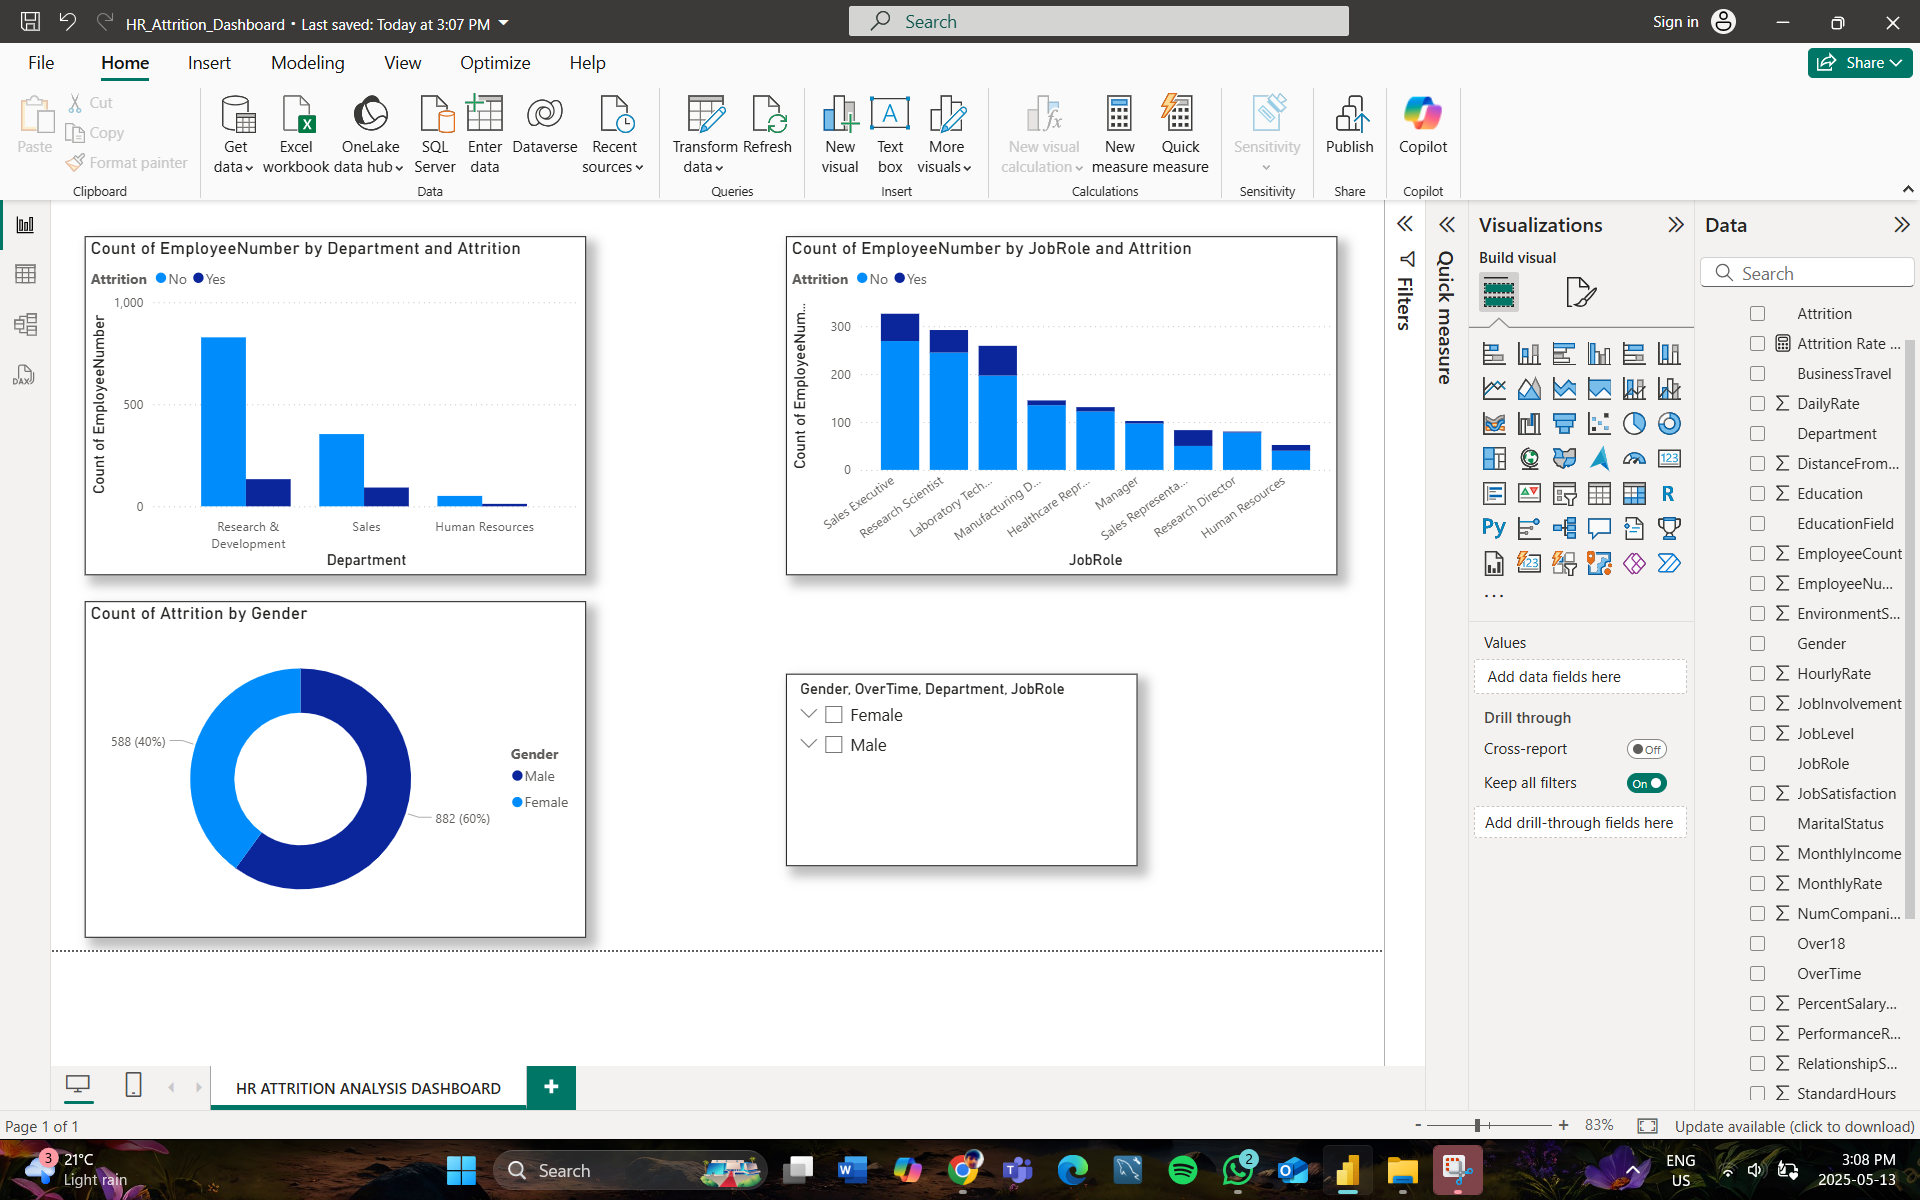 HR_Attrition_Dashboard • Last saved: Today at 3:07 PM
Search
Sign in
File
Home
Insert
Modeling
View
Optimize
Help
Share
Paste
Cut
Copy
Format painter
Clipboard
Get data
Excel workbook
OneLake data hub
SQL Server
Enter data
Dataverse
Recent sources
Data
Transform data
Refresh
Queries
New visual
Text box
More visuals
Insert
New visual calculation
New measure
Quick measure
Calculations
Sensitivity
Sensitivity
Publish
Share
Copilot
Copilot
Count of EmployeeNumber by Department and Attrition
Attrition No Yes
1,000
500
0
Count of EmployeeNumber
Research & Development
Sales
Human Resources
Department
Count of EmployeeNumber by JobRole and Attrition
Attrition No Yes
300
200
100
0
Count of EmployeeNum...
Sales Executive
Research Scientist
Laboratory Tech...
Manufacturing D...
Healthcare Repr...
Manager
Sales Representa...
Research Director
Human Resources
JobRole
Count of Attrition by Gender
588 (40%)
882 (60%)
Gender
Male
Female
Gender, OverTime, Department, JobRole
Female
Male
Filters
Quick measure
Visualizations
Build visual
123
R
Py
123
...
Values
Add data fields here
Drill through
Cross-report
Off
Keep all filters
On
Add drill-through fields here
Data
Search
Attrition
Attrition Rate ...
BusinessTravel
DailyRate
Department
DistanceFrom...
Education
EducationField
EmployeeCount
EmployeeNu...
EnvironmentS...
Gender
HourlyRate
JobInvolvement
JobLevel
JobRole
JobSatisfaction
MaritalStatus
MonthlyIncome
MonthlyRate
NumCompani...
Over18
OverTime
PercentSalary...
PerformanceR...
RelationshipS...
StandardHours
HR ATTRITION ANALYSIS DASHBOARD
Page 1 of 1
- + 83%
Update available (click to download)
3
21°C
Light rain
Search
2
ENG
US
3:08 PM
2025-05-13